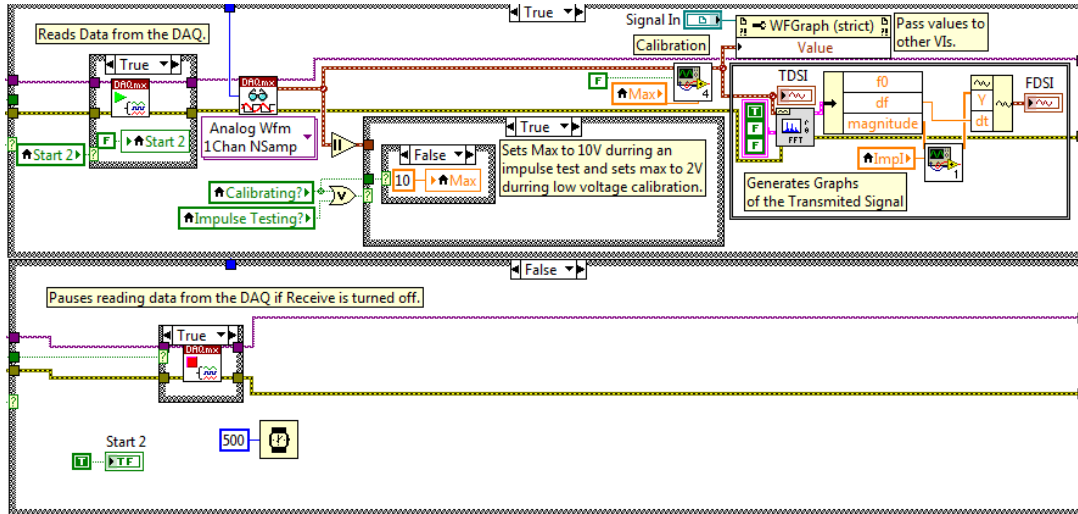 True
Signal In
WFGraph (strict)
Value
Pass values to
other VIs.
Reads Data from the DAQ.
Calibration
True
DAQmx
DAQmx
F
Max
4
TDSI
T
F
F
FFT
f0
df
magnitude
Y
dt
FDSI
Start 2
F
Start 2
Analog Wfm
1Chan NSamp
True
False
10
Max
Sets Max to 10V durring an
impulse test and sets max to 2V
durring low voltage calibration.
Calibrating?
Impulse Testing?
V
ImpI
1
Generates Graphs
of the Transmited Signal
False
Pauses reading data from the DAQ if Receive is turned off.
True
DAQmx
Start 2
T
TF
500